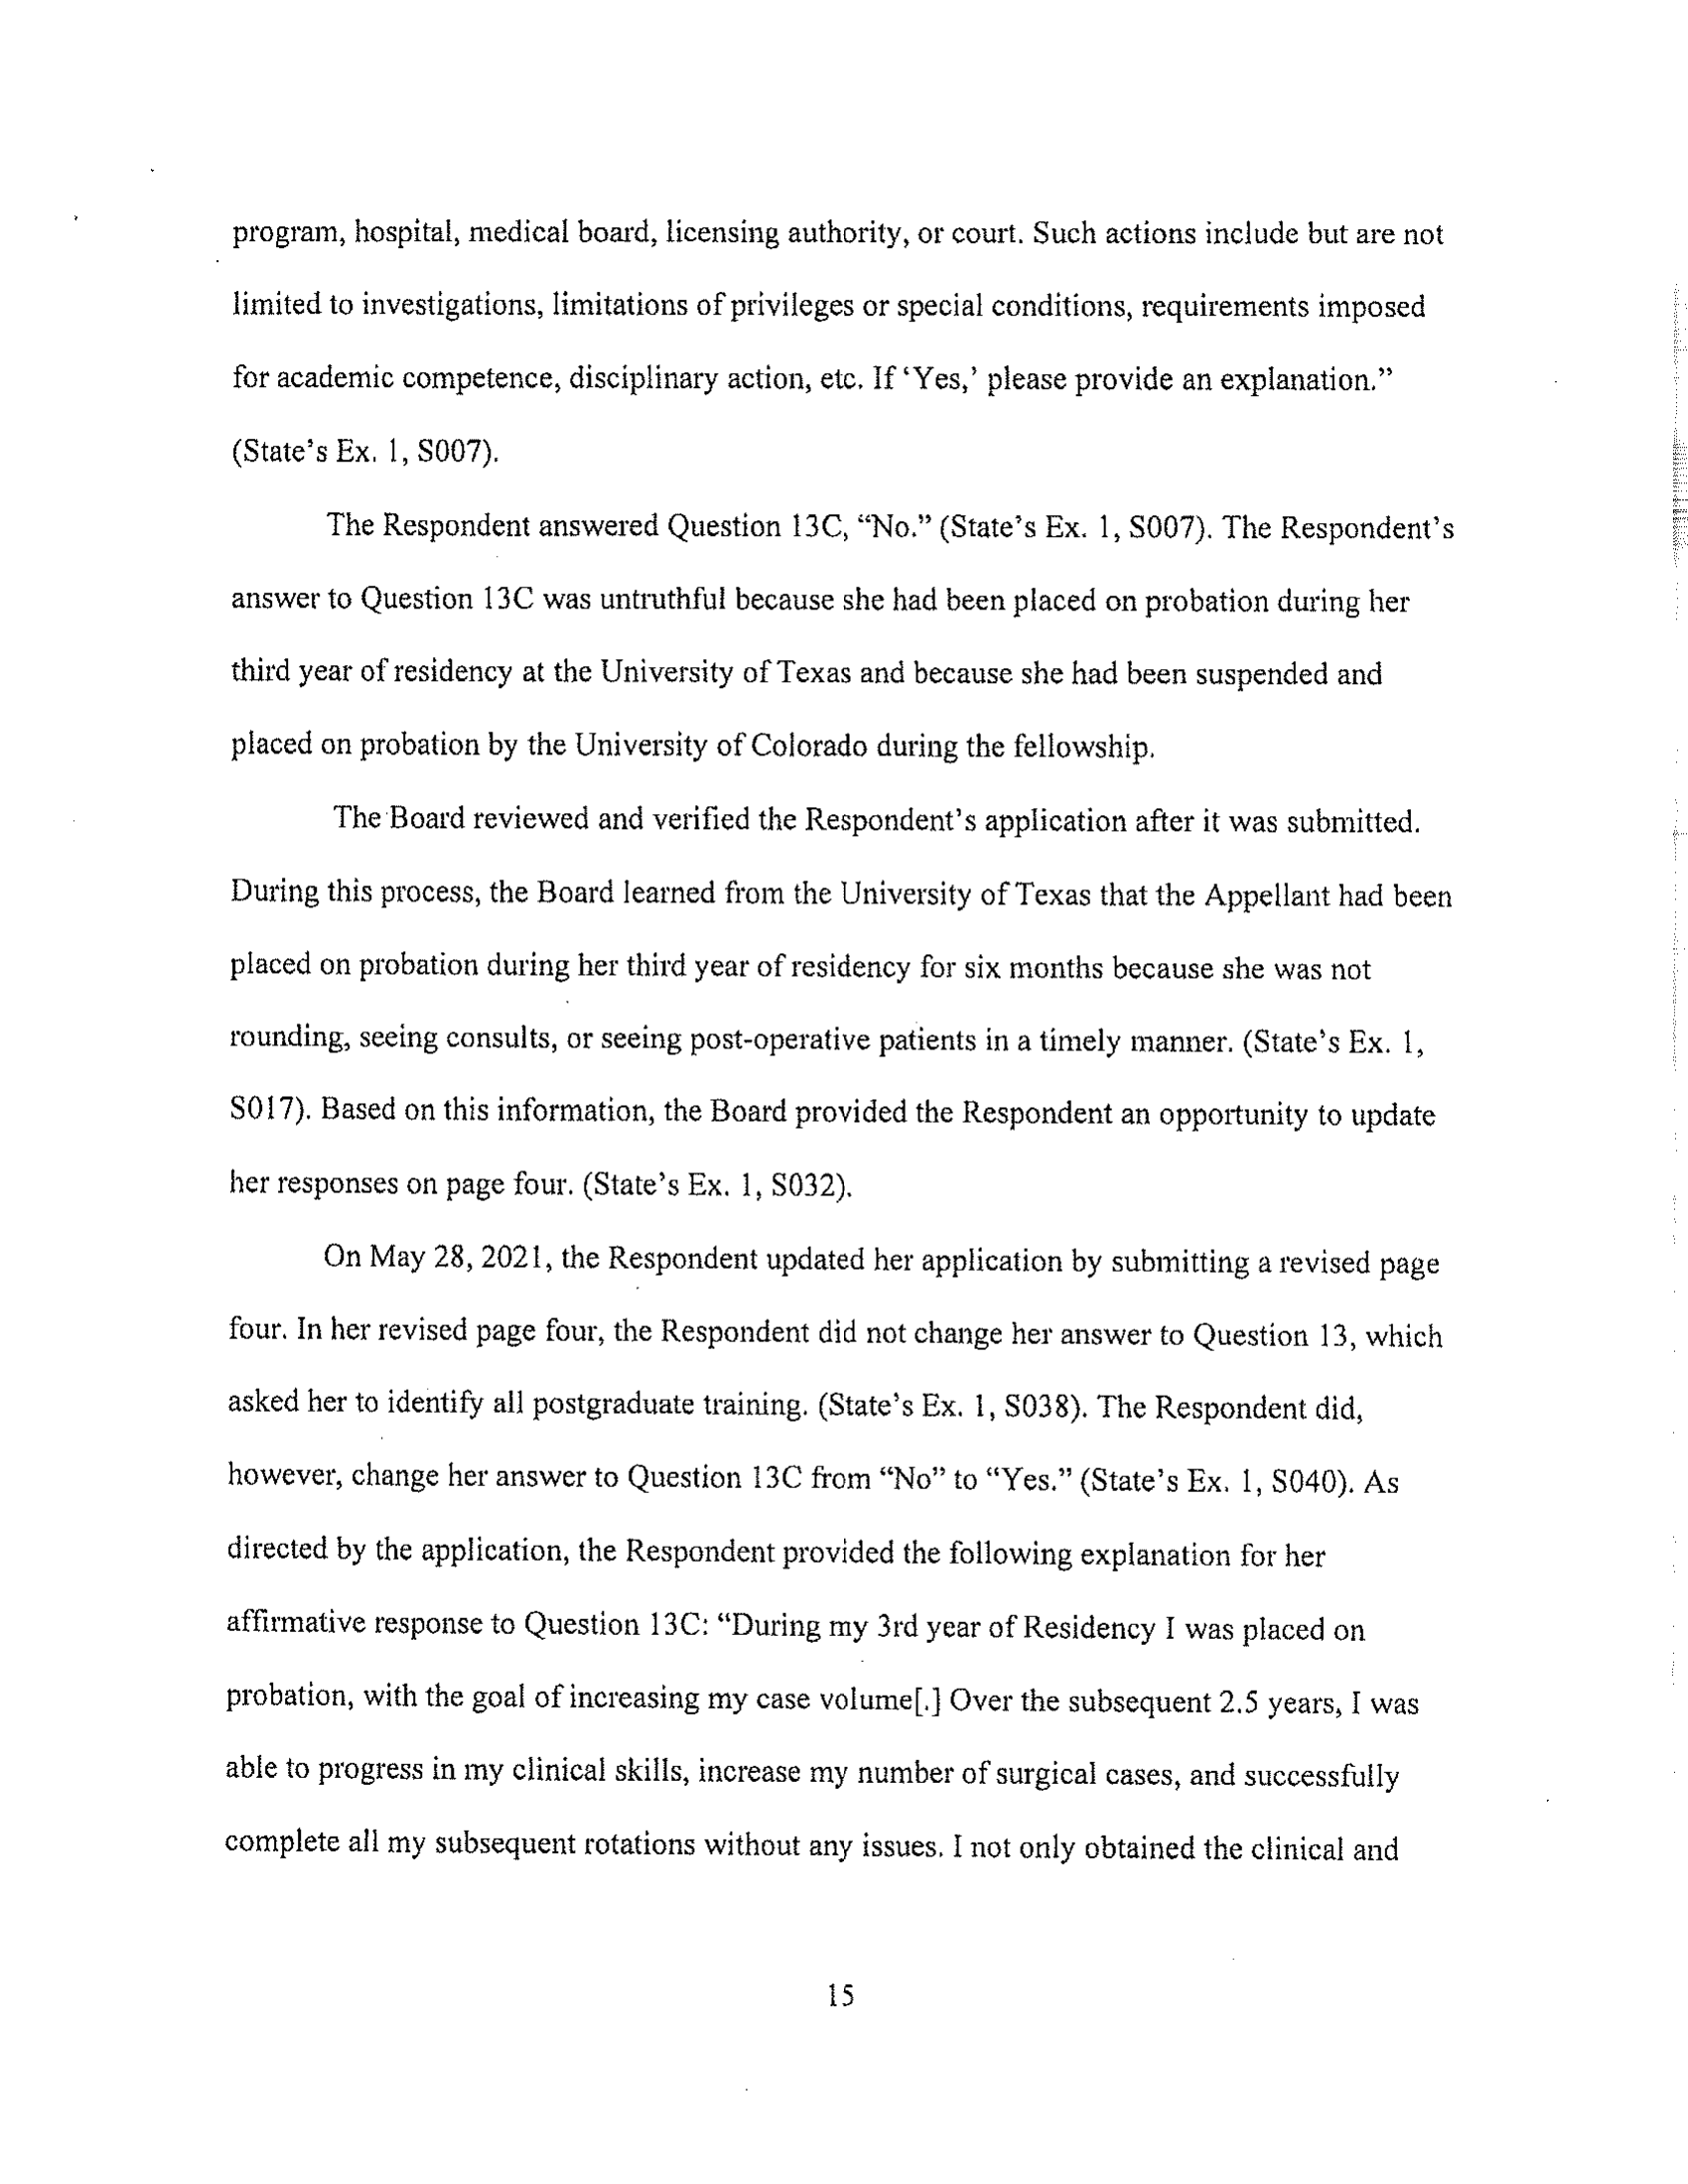 program, hospital, medical board, licensing authority, or court. Such actions include but are not
limited to investigations, limitations of privileges or special conditions, requirements imposed
for academic competence, disciplinary action, etc. If ‘Yes,’ please provide an explanation.”
(State’s Ex. 1, S007).
The Respondent answered Question 13C, “No.” (State’s Ex. 1, S007). The Respondent’s
answer to Question 13C was untruthful because she had been placed on probation during her
third year of residency at the University of Texas and because she had been suspended and
placed on probation by the University of Colorado during the fellowship.
The Board reviewed and verified the Respondent’s application after it was submitted.
During this process, the Board learned from the University of Texas that the Appellant had been
placed on probation during her third year of residency for six months because she was not
rounding, seeing consults, or seeing post-operative patients in a timely manner. (State’s Ex. 1,
S017). Based on this information, the Board provided the Respondent an opportunity to update
her responses on page four. (State’s Ex. 1, S032).
On May 28, 2021, the Respondent updated her application by submitting a revised page
four. In her revised page four, the Respondent did not change her answer to Question 13, which
asked her to identify all postgraduate training. (State’s Ex. 1, S038). The Respondent did,
however, change her answer to Question 13C from “No” to “Yes.” (State’s Ex. 1, S040). As
directed by the application, the Respondent provided the following explanation for her
affirmative response to Question 13C: “During my 3rd year of Residency I was placed on
probation, with the goal of increasing my case volume[.] Over the subsequent 2.5 years, I was
able to progress in my clinical skills, increase my number of surgical cases, and successfully
complete all my subsequent rotations without any issues. I not only obtained the clinical and
15